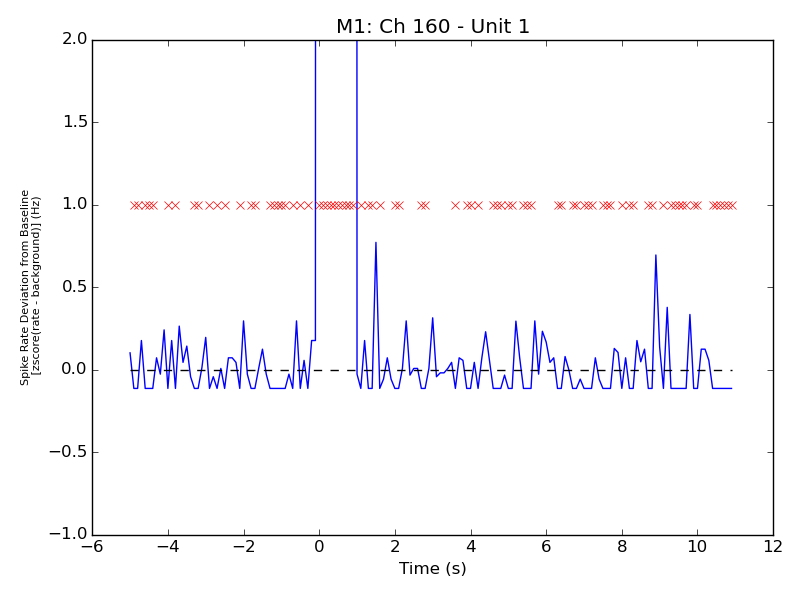 M1: Ch 160 - Unit 1
2.0
1.5
1.0
0.5
0.0
−0.5
−1.0
Spike Rate Deviation from Baseline
[zscore(rate - background)] (Hz)
−6 −4 −2 0 2 4 6 8 10 12
Time (s)